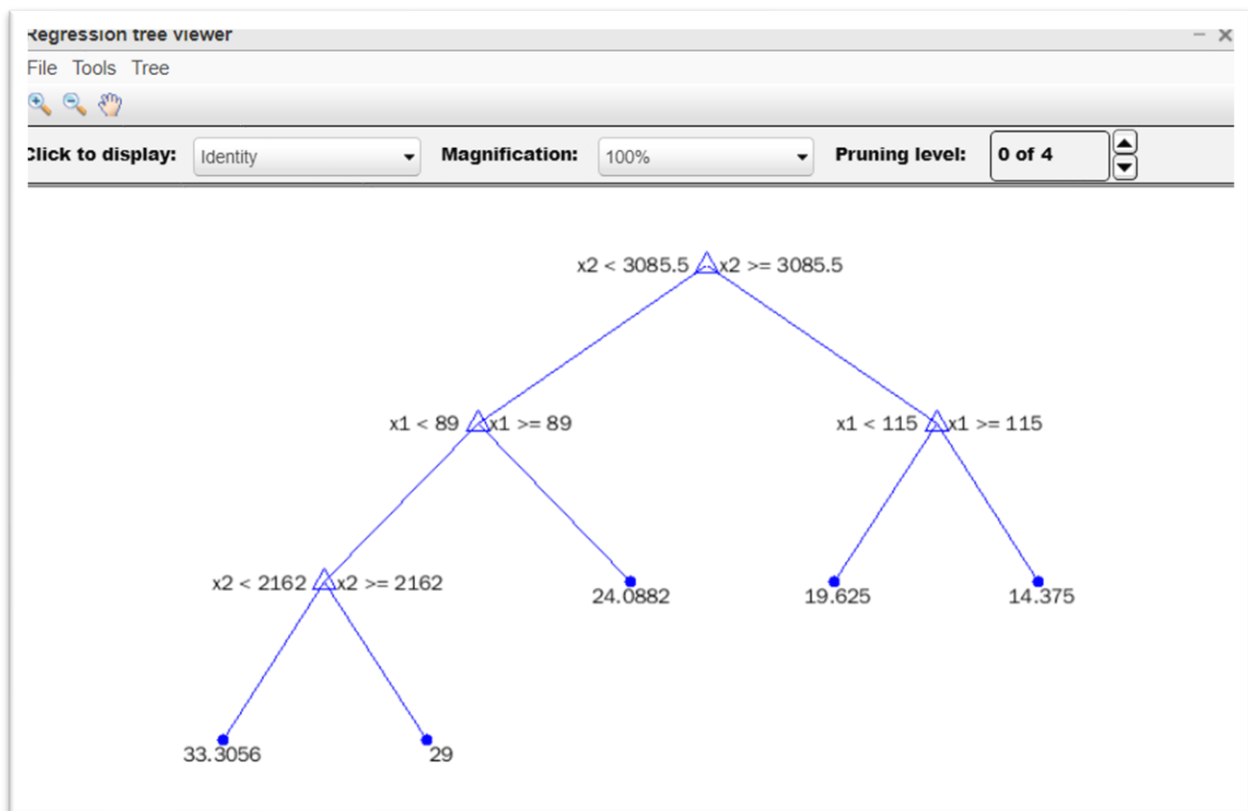 Regression tree viewer
File Tools Tree
Click to display: Identity Magnification: 100% Pruning level: 0 of 4
x2 < 3085.5 x2 >= 3085.5
x1 < 89 x1 >= 89 x1 < 115 x1 >= 115
x2 < 2162 x2 >= 2162 24.0882 19.625 14.375
33.3056 29